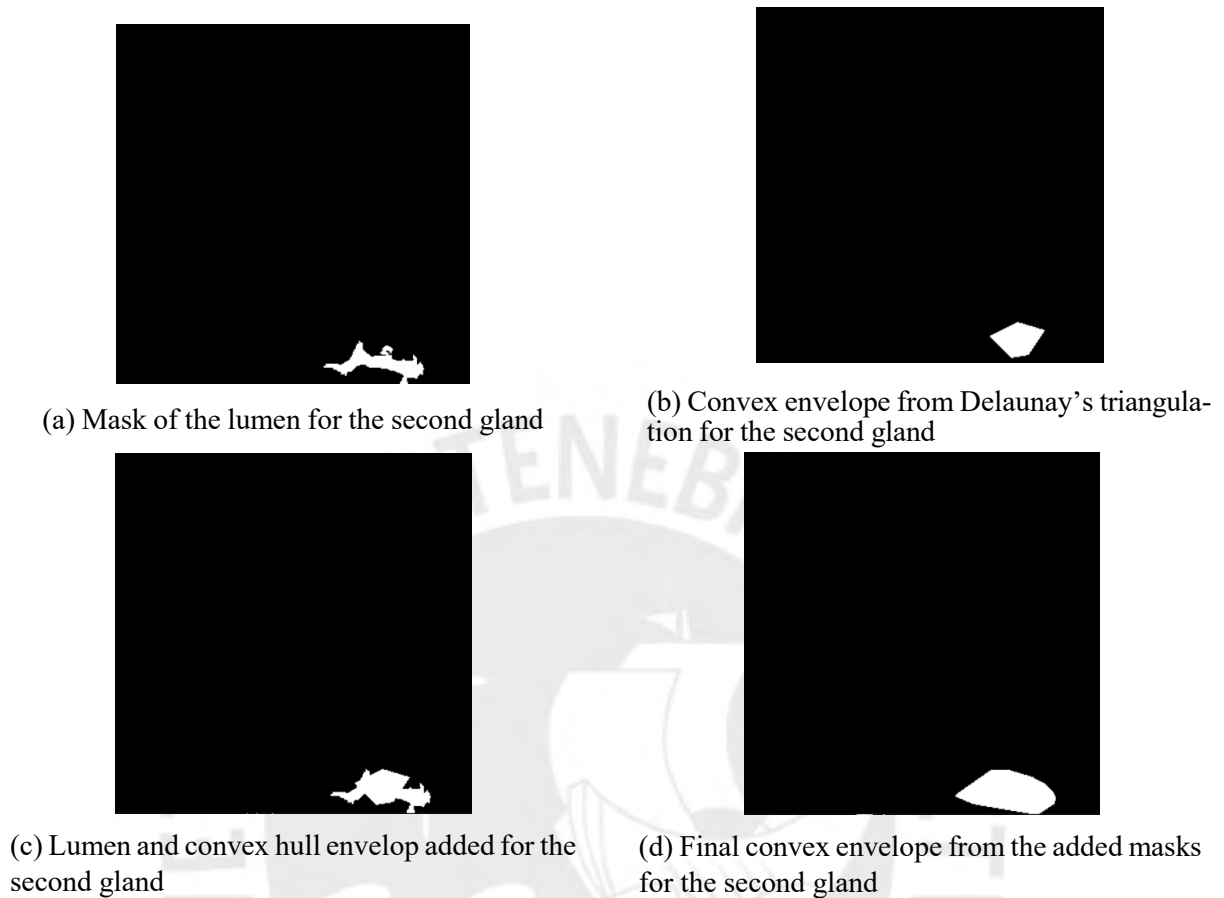 (a) Mask of the lumen for the second gland
(b) Convex envelope from Delaunay's triangula-
tion for the second gland
TENEB
(c) Lumen and convex hull envelop added for the
second gland
(d) Final convex envelope from the added masks
for the second gland